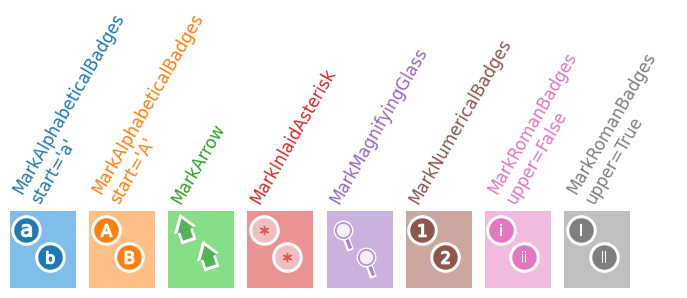 MarkAlphabeticalBadges
start='a'
MarkAlphabeticalBadges
start='A'
MarkArrow
MarkInlaidAsterisk
MarkMagnifyingGlass
MarkNumericalBadges
MarkRomanBadges
upper=False
MarkRomanBadges
upper=True
a
b
A
B
*
*
1
2
i
ii
I
II